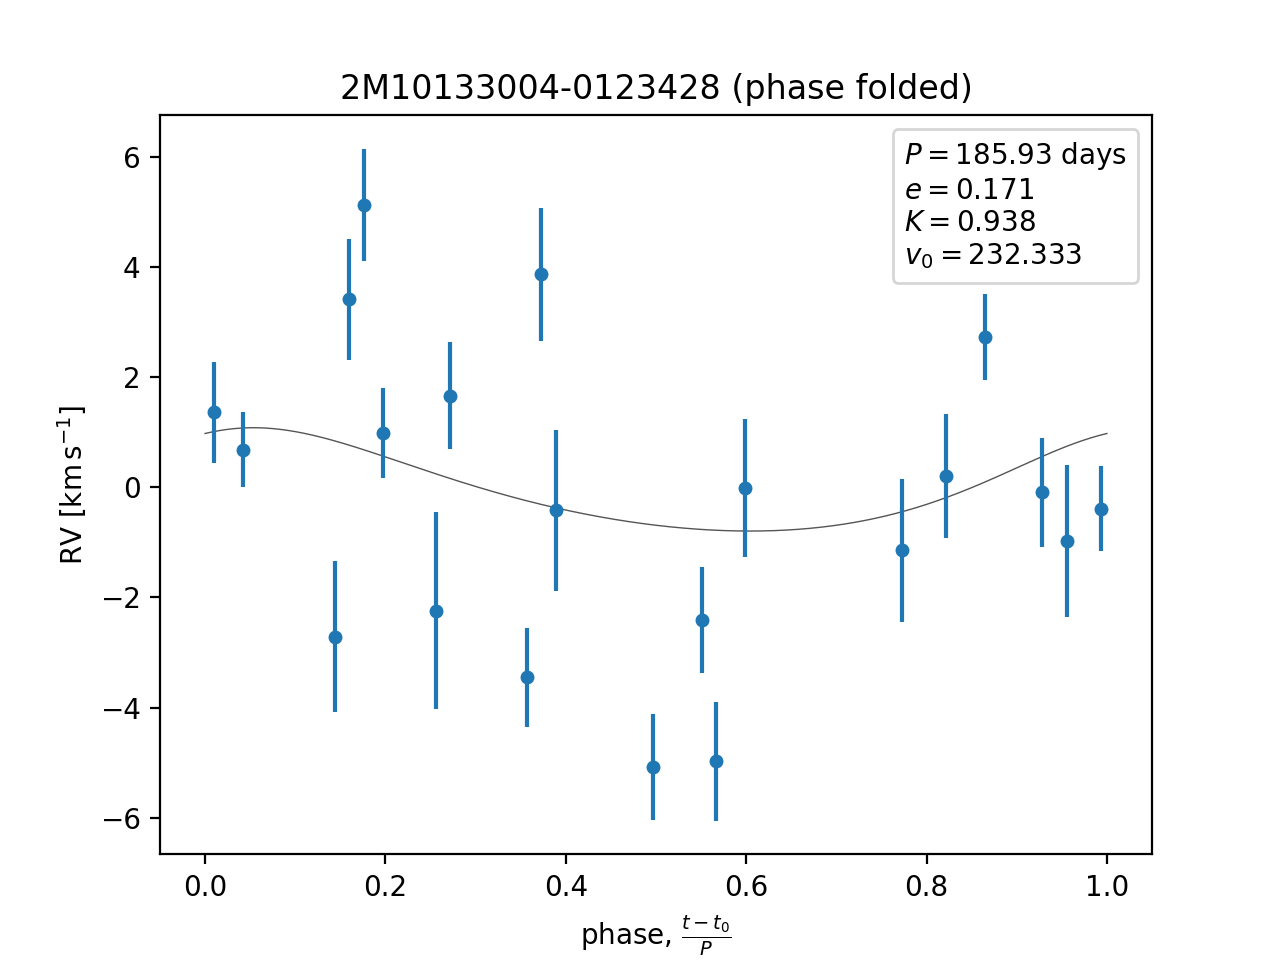 2M10133004-0123428 (phase folded)
P = 185.93 days
e = 0.171
K = 0.938
v₀ = 232.333
RV [km s⁻¹]
6
4
2
0
−2
−4
−6
0.0 0.2 0.4 0.6 0.8 1.0
phase, (t − t₀)/P